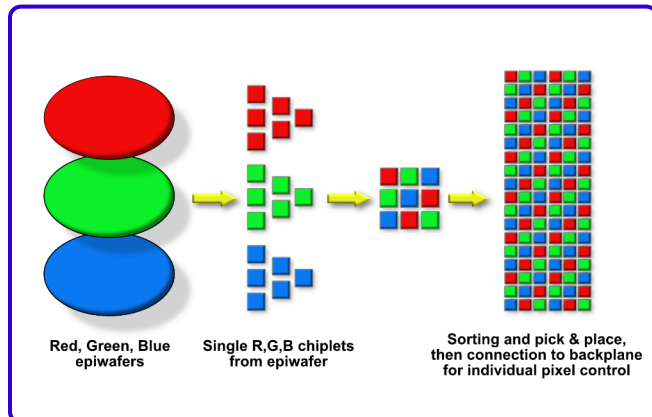 Red, Green, Blue
epiwafers
Single R,G,B chiplets
from epiwafer
Sorting and pick & place,
then connection to backplane
for individual pixel control